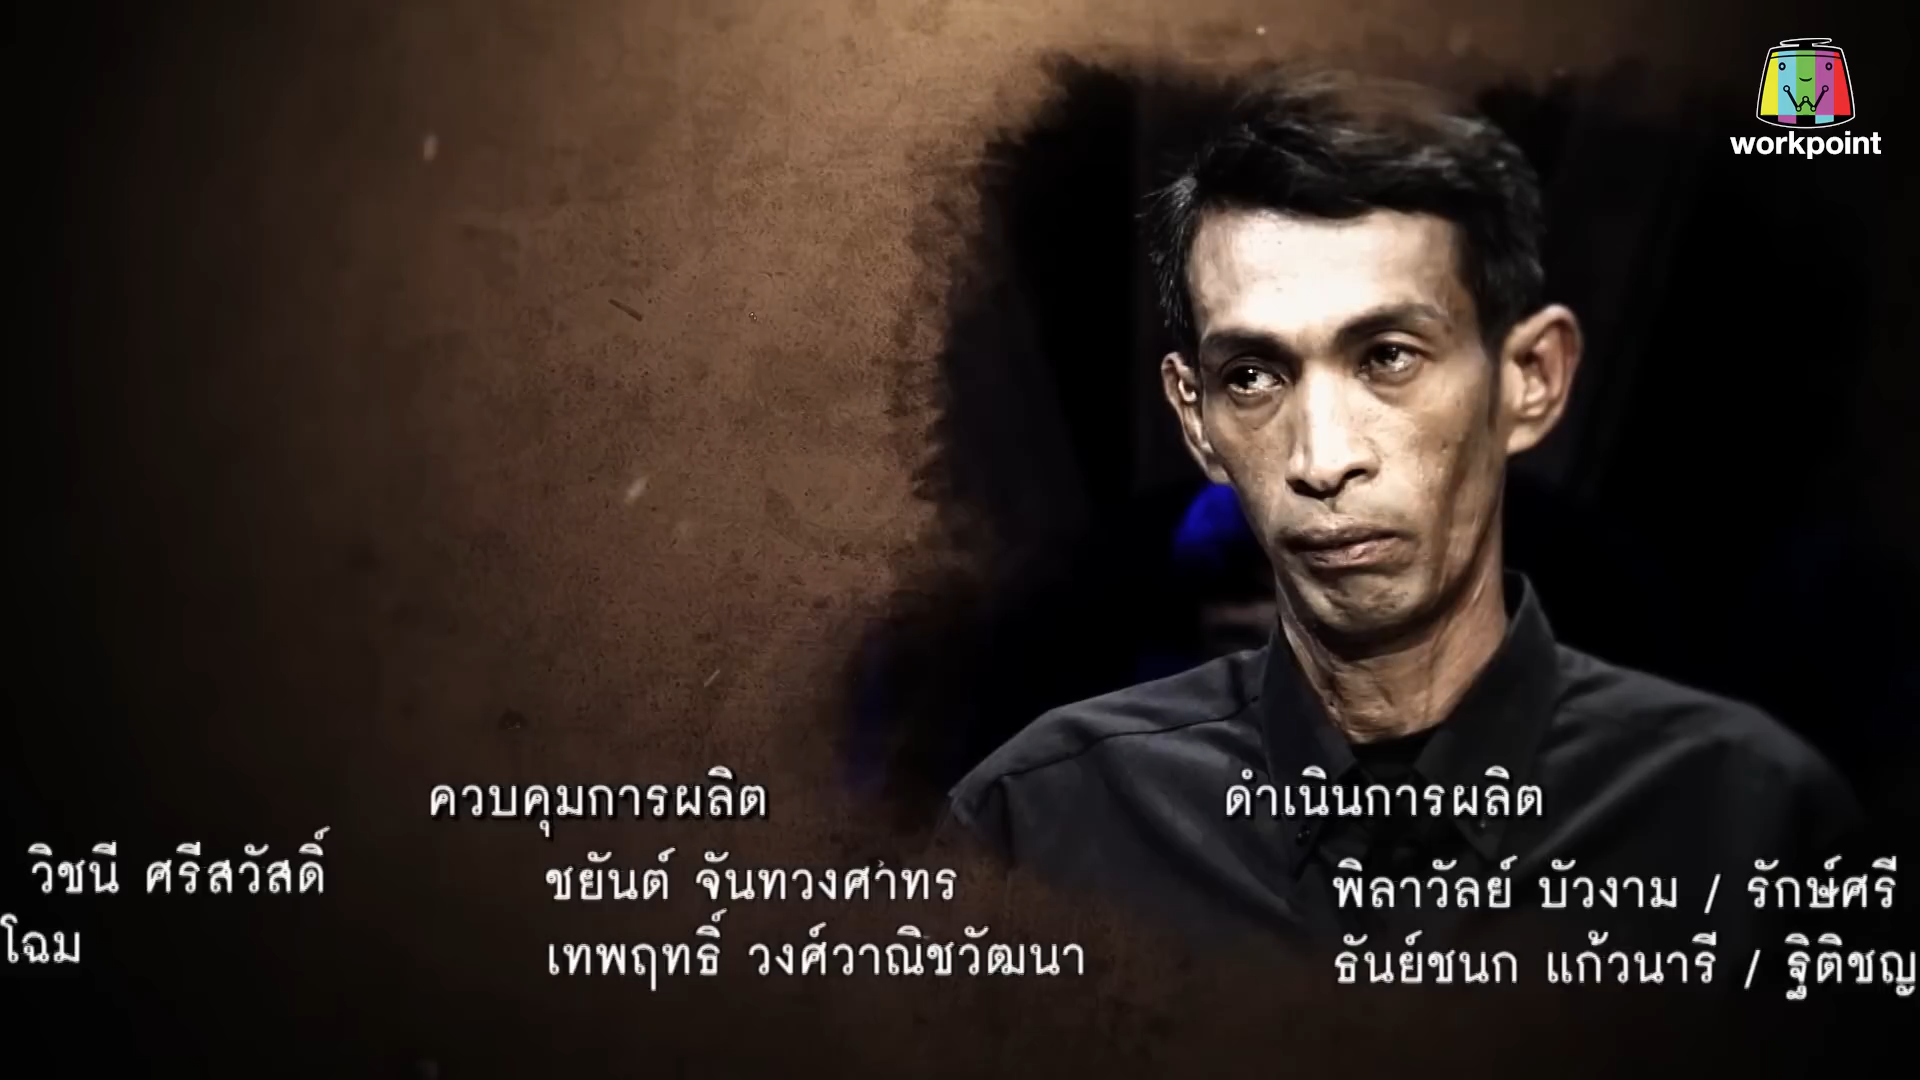 workpoint
ควบคุมการผลิต
ดำเนินการผลิต
วิชนี ศรีสวัสดิ์
โฉม
ชยันต์ จันทวงศาทร
เทพฤทธิ์ วงศ์วาณิชวัฒนา
พิลาวัลย์ บัวงาม / รักษ์ศรี
ธันย์ชนก แก้วนารี / ฐิติชญ